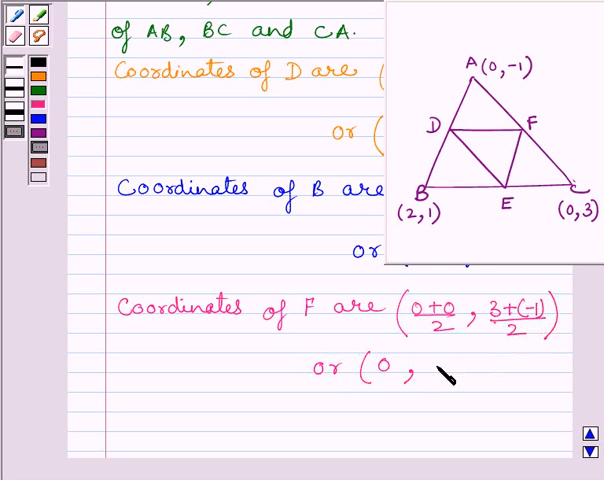 of AB, BC and CA.
Coordinates of D are (
or (
Coordinates of B are
or
Coordinates of F are (0+0/2, 3+(-1)/2)
or (0,
A(0,-1)
D
F
B
(2,1)
E
C
(0,3)